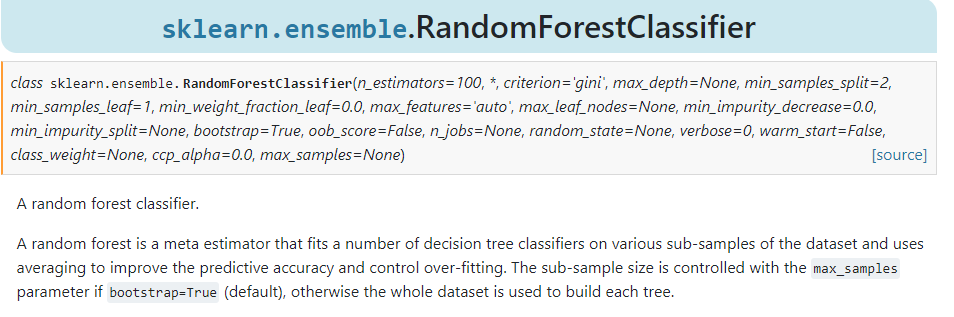 sklearn.ensemble.RandomForestClassifier
class sklearn.ensemble.RandomForestClassifier(n_estimators=100, *, criterion='gini', max_depth=None, min_samples_split=2,
min_samples_leaf=1, min_weight_fraction_leaf=0.0, max_features='auto', max_leaf_nodes=None, min_impurity_decrease=0.0,
min_impurity_split=None, bootstrap=True, oob_score=False, n_jobs=None, random_state=None, verbose=0, warm_start=False,
class_weight=None, ccp_alpha=0.0, max_samples=None) [source]
A random forest classifier.
A random forest is a meta estimator that fits a number of decision tree classifiers on various sub-samples of the dataset and uses
averaging to improve the predictive accuracy and control over-fitting. The sub-sample size is controlled with the max_samples
parameter if bootstrap=True (default), otherwise the whole dataset is used to build each tree.